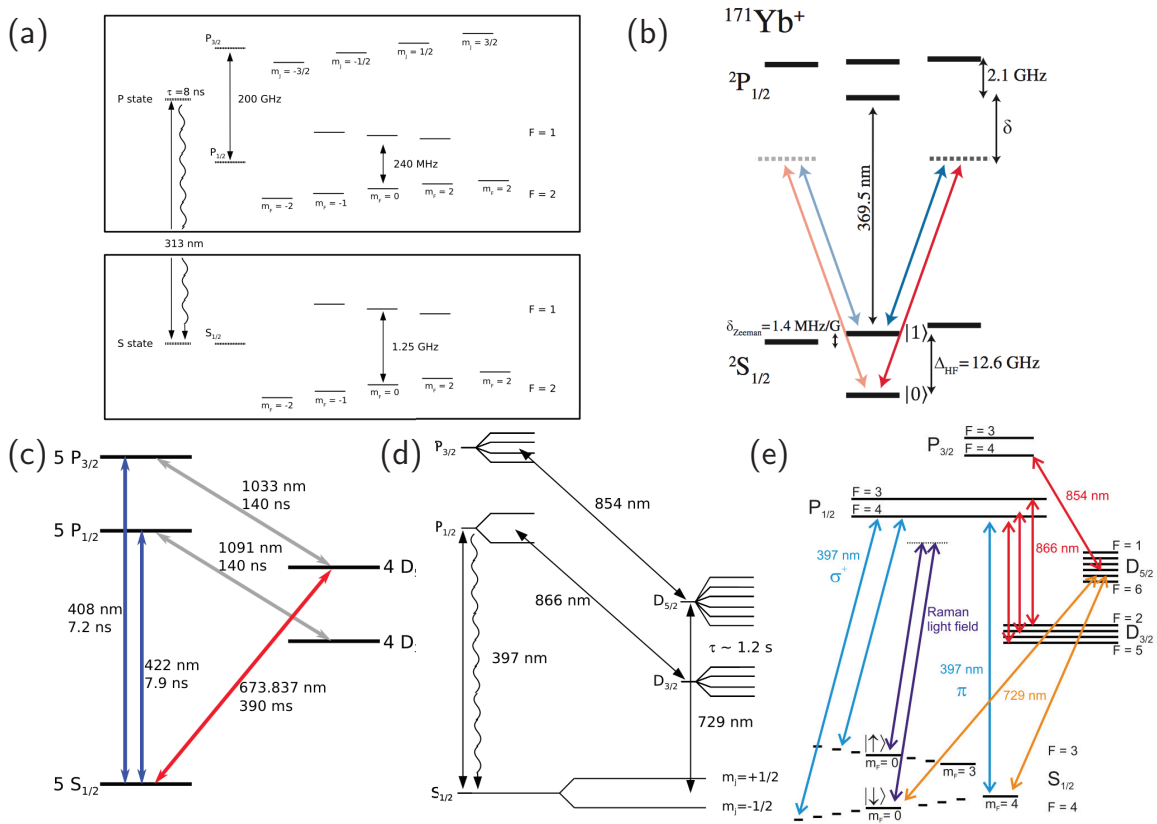 (a)
P3/2
mj = -3/2
mj = -1/2
mj = 1/2
mj = 3/2
P state
τ =8 ns
200 GHz
P1/2
F = 1
240 MHz
F = 2
mF = -2
mF = -1
mF = 0
mF = 2
mF = 2
313 nm
S state
S1/2
F = 1
1.25 GHz
F = 2
mF = -2
mF = -1
mF = 0
mF = 2
mF = 2
(b)
171Yb+
2P1/2
2.1 GHz
δ
369.5 nm
δZeeman = 1.4 MHz/G
|1⟩
2S1/2
ΔHF = 12.6 GHz
|0⟩
(c)
5 P3/2
1033 nm
140 ns
5 P1/2
1091 nm
140 ns
4 D
408 nm
7.2 ns
4 D
422 nm
7.9 ns
673.837 nm
390 ms
5 S1/2
(d)
P3/2
854 nm
P1/2
866 nm
D5/2
397 nm
τ ~ 1.2 s
D3/2
729 nm
mj=+1/2
S1/2
mj=-1/2
(e)
F = 3
P3/2
F = 4
854 nm
F = 3
P1/2
F = 4
397 nm
σ+
866 nm
F = 1
D5/2
F = 6
Raman
light field
F = 2
D3/2
F = 5
397 nm
π
729 nm
|↑⟩
mF= 0
mF= 3
F = 3
S1/2
|↓⟩
mF= 0
mF= 4
F = 4